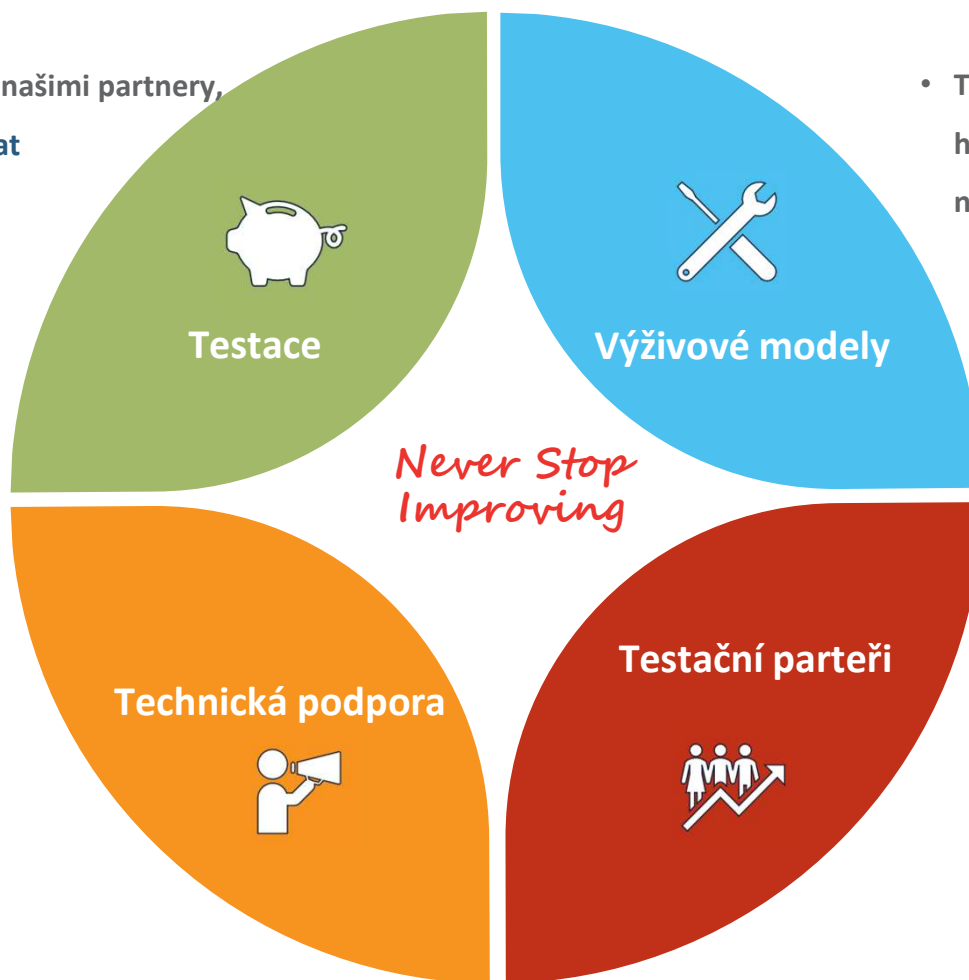 našimi partnery,
at
• T
h
n
Testace
Výživové modely
Never Stop
Improving
Testační parteři
Technická podpora